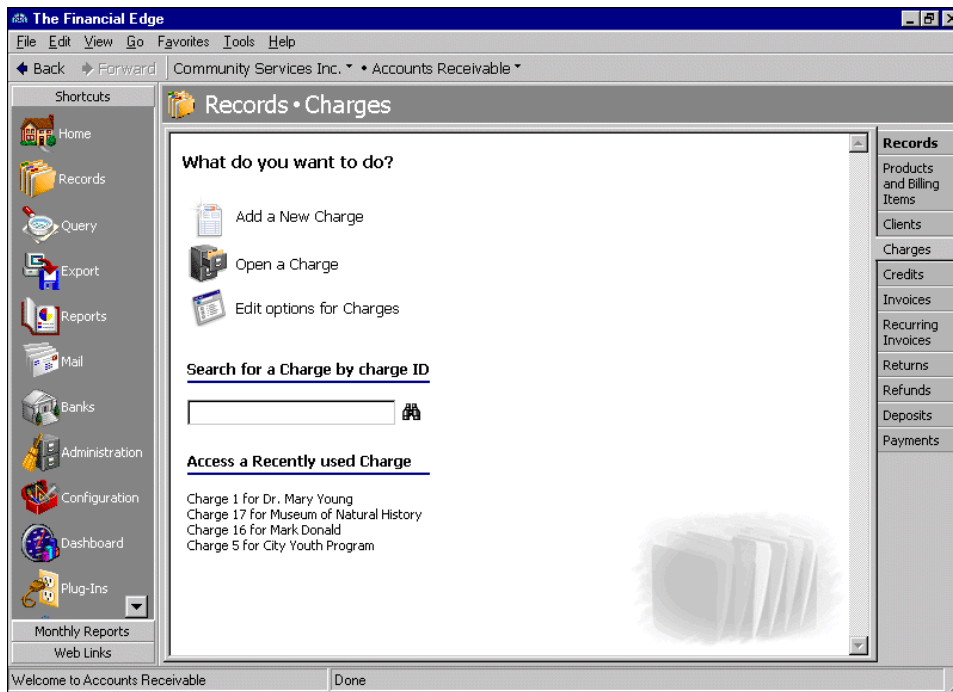 The Financial Edge
File Edit View Go Favorites Tools Help
Back Forward Community Services Inc. • Accounts Receivable
Shortcuts
Home
Records
Query
Export
Reports
Mail
Banks
Administration
Configuration
Dashboard
Plug-Ins
Monthly Reports
Web Links
Records • Charges
What do you want to do?
Add a New Charge
Open a Charge
Edit options for Charges
Search for a Charge by charge ID
Access a Recently used Charge
Charge 1 for Dr. Mary Young
Charge 17 for Museum of Natural History
Charge 16 for Mark Donald
Charge 5 for City Youth Program
Records
Products
and Billing
Items
Clients
Charges
Credits
Invoices
Recurring
Invoices
Returns
Refunds
Deposits
Payments
Welcome to Accounts Receivable Done